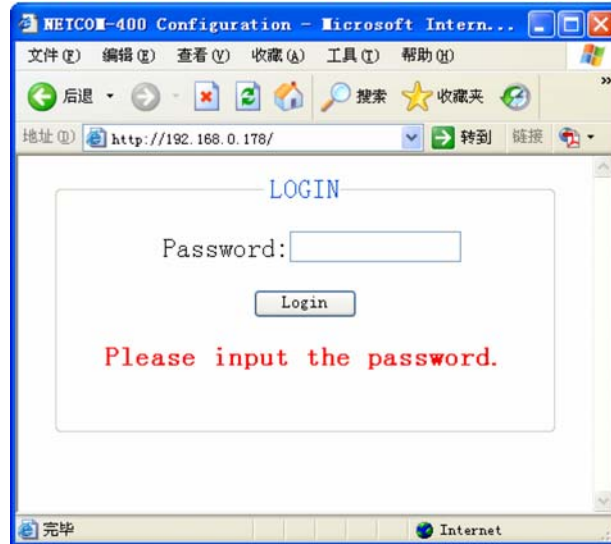 NETCOM-400 Configuration - Microsoft Intern...
文件(F) 编辑(E) 查看(V) 收藏(A) 工具(T) 帮助(H)
后退 搜索 收藏夹 »
地址(D) http://192.168.0.178/ 转到 链接
LOGIN
Password:
Login
Please input the password.
完毕 Internet